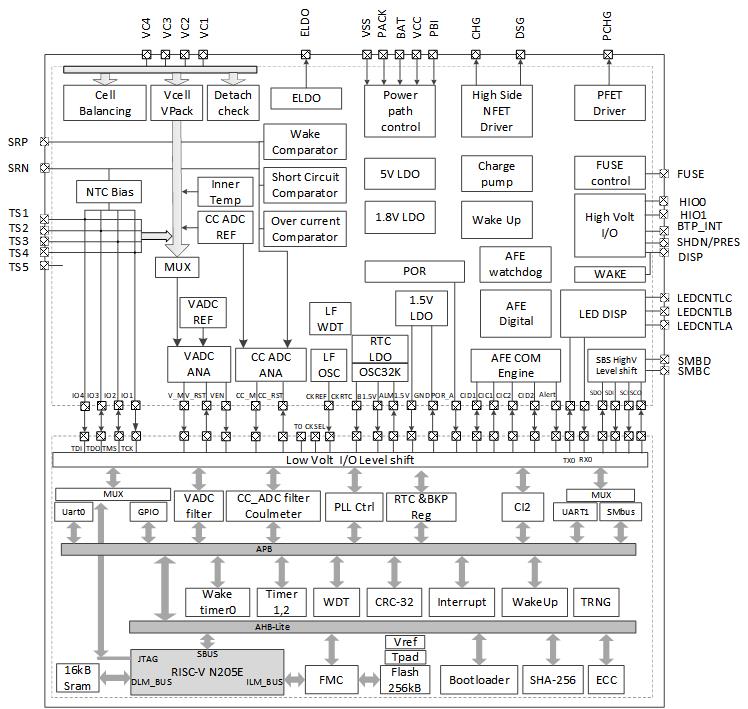 VC4
VC3
VC2
VC1
ELDO
VSS
PACK
BAT
VCC
PBI
CHG
DSG
PCHG
Cell
Balancing
Vcell
VPack
Detach
check
ELDO
Power
path
control
High Side
NFET
Driver
PFET
Driver
SRP
SRN
Wake
Comparator
Short Circuit
Comparator
Over current
Comparator
NTC Bias
Inner
Temp
CC ADC
REF
5V LDO
1.8V LDO
Charge
pump
Wake Up
FUSE
control
High Volt
I/O
WAKE
FUSE
HIO0
HIO1
BTP_INT
SHDN/PRES
DISP
TS1
TS2
TS3
TS4
TS5
MUX
VADC
REF
POR
1.5V
LDO
AFE
watchdog
AFE
Digital
LED DISP
LEDCNTLC
LEDCNTLB
LEDCNTLA
LF
WDT
LF
OSC
RTC
LDO
OSC32K
VADC
ANA
CC ADC
ANA
AFE COM
Engine
SBS HighV
Level shift
SMBD
SMBC
IO4 IO3 IO2 IO1
V_M V_RST VEN CC_M CC_RST
CKREF CKRTC B1.5V ALM1.5V GND POR_A
CID1 CIC1 CIC2 CID2 Alert
SDO SDI SCI SCO
TDI TDO TMS TCK
TO CKSEL
TX0 RX0
Low Volt I/O Level shift
MUX
Uart0
GPIO
VADC
filter
CC_ADC filter
Coulmeter
PLL Ctrl
RTC &BKP
Reg
CI2
MUX
UART1
SMbus
APB
Wake
timer0
Timer
1,2
WDT
CRC-32
Interrupt
WakeUp
TRNG
AHB-Lite
SBUS
JTAG
RISC-V N205E
DLM_BUS
ILM_BUS
16kB
Sram
FMC
Vref
Tpad
Flash
256kB
Bootloader
SHA-256
ECC